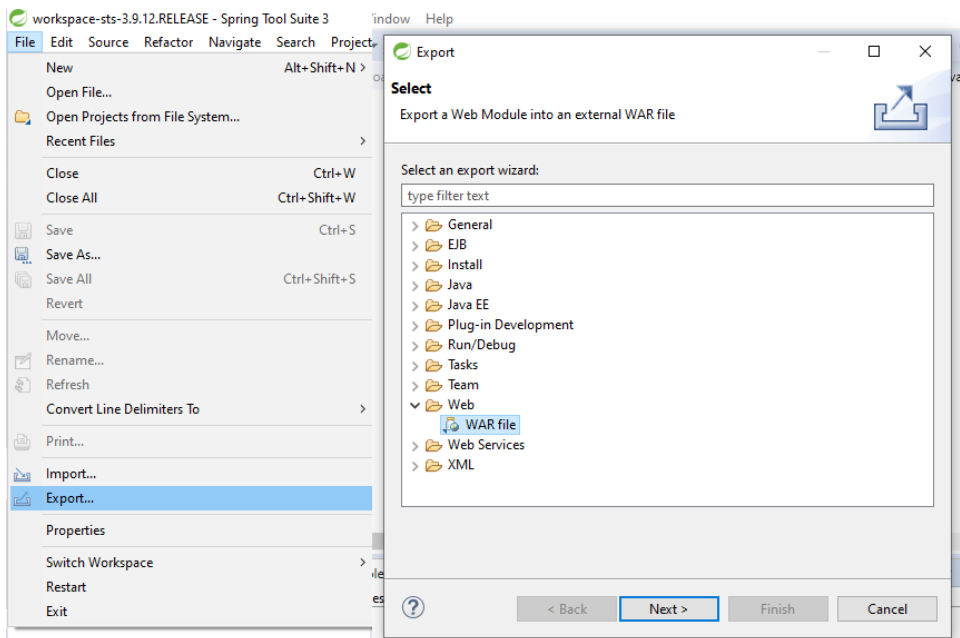 workspace-sts-3.9.12.RELEASE - Spring Tool Suite 3
indow Help
File Edit Source Refactor Navigate Search Project
New Alt+Shift+N >
Open File...
Open Projects from File System...
Recent Files >
Close Ctrl+W
Close All Ctrl+Shift+W
Save Ctrl+S
Save As...
Save All Ctrl+Shift+S
Revert
Move...
Rename...
Refresh
Convert Line Delimiters To >
Print...
Import...
Export...
Properties
Switch Workspace >
Restart
Exit
Export
Select
Export a Web Module into an external WAR file
Select an export wizard:
type filter text
General
EJB
Install
Java
Java EE
Plug-in Development
Run/Debug
Tasks
Team
Web
WAR file
Web Services
XML
< Back Next > Finish Cancel